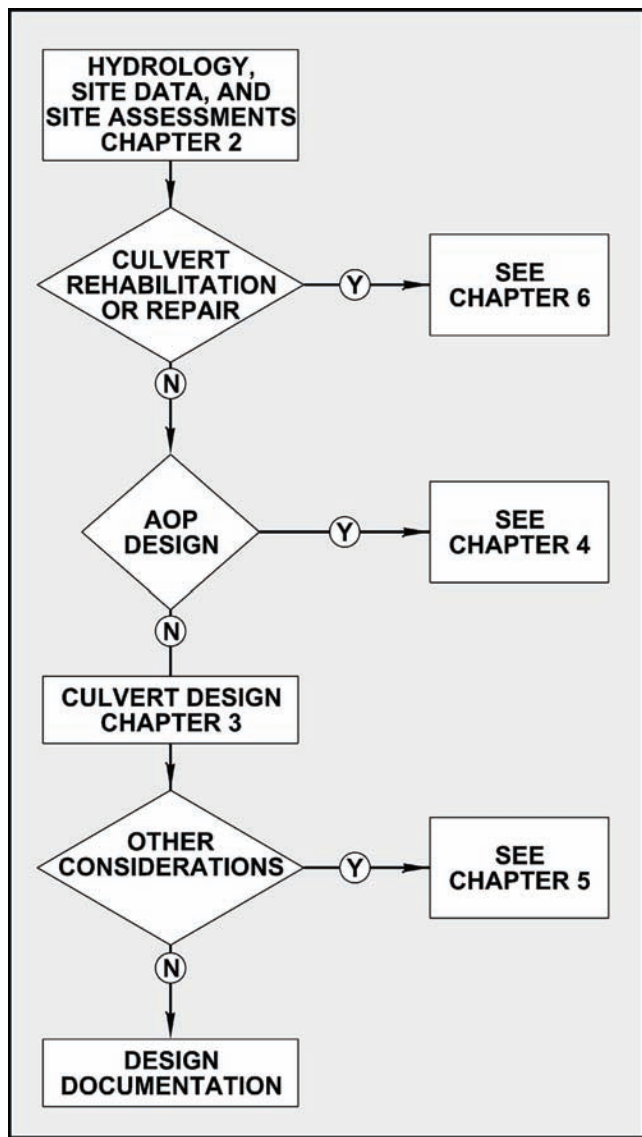 HYDROLOGY,
SITE DATA, AND
SITE ASSESSMENTS
CHAPTER 2
CULVERT
REHABILITATION
OR REPAIR
Y
SEE
CHAPTER 6
N
AOP
DESIGN
Y
SEE
CHAPTER 4
N
CULVERT DESIGN
CHAPTER 3
OTHER
CONSIDERATIONS
Y
SEE
CHAPTER 5
N
DESIGN
DOCUMENTATION